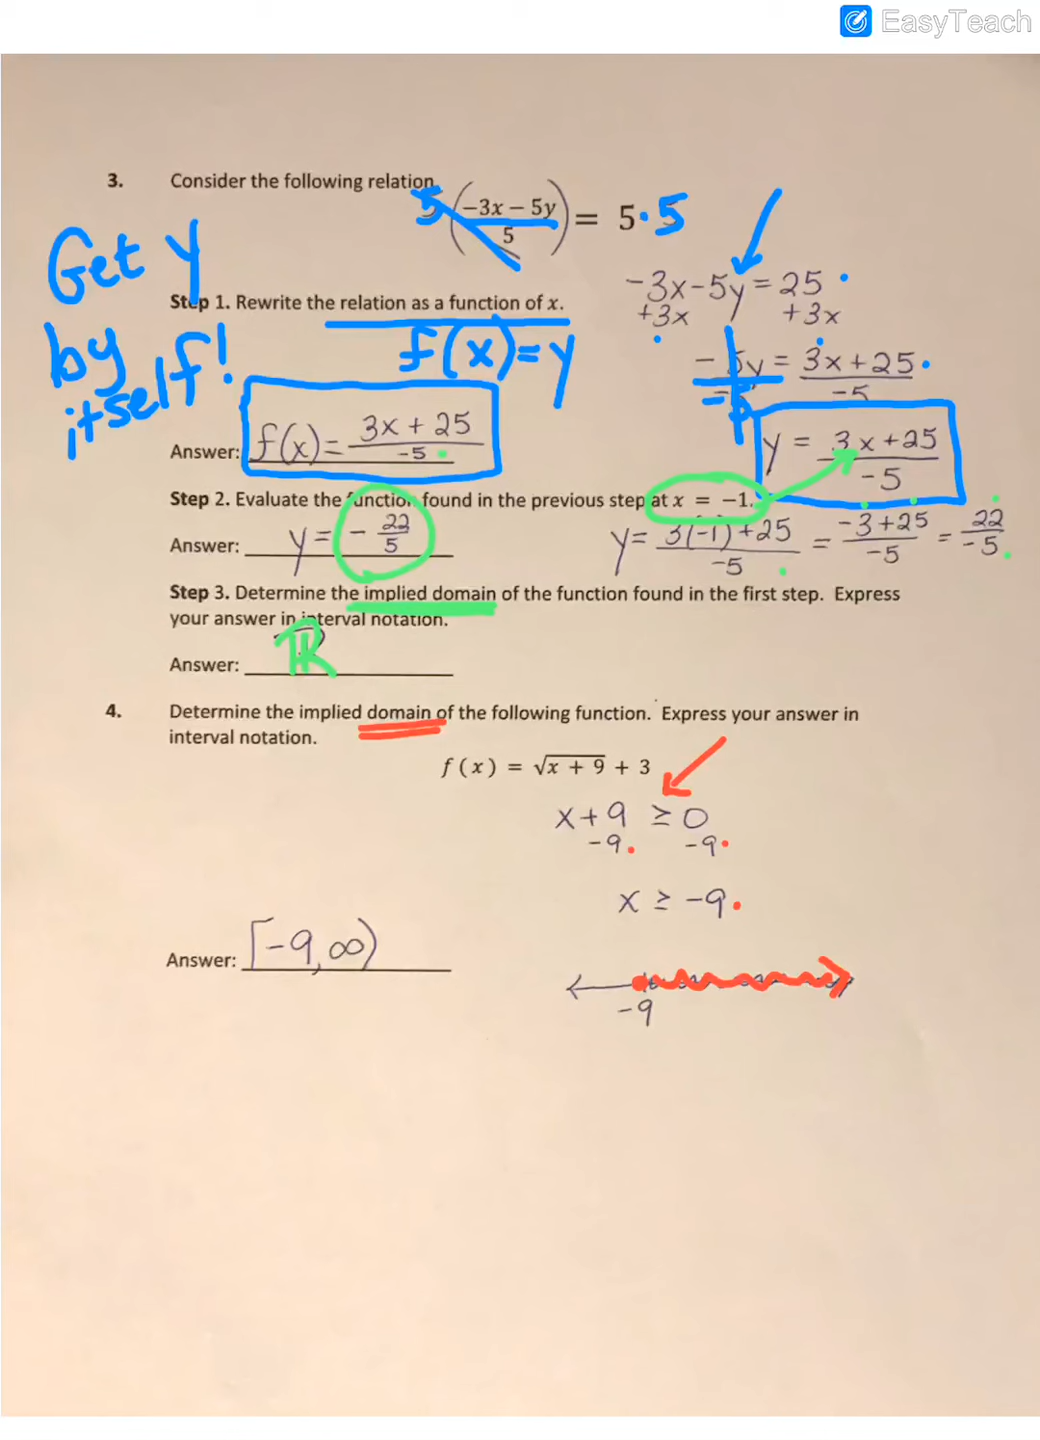 EasyTeach
3. Consider the following relation.
5 (−3x − 5y / 5) = 5 · 5
Get y
by
itself!
−3x−5y = 25
+3x +3x
Step 1. Rewrite the relation as a function of x.
f(x)=y
−5y = 3x+25
−5
Answer: f(x) = 3x + 25 / −5
y = 3x+25 / −5
Step 2. Evaluate the function found in the previous step at x = −1.
Answer: y = − 22/5
y = 3(−1)+25 / −5 = −3+25 / −5 = 22 / −5
Step 3. Determine the implied domain of the function found in the first step. Express
your answer in interval notation.
Answer: ℝ
4. Determine the implied domain of the following function. Express your answer in
interval notation.
f(x) = √x + 9 + 3
x+9 ≥ 0
−9 −9
x ≥ −9
Answer: [−9, ∞)
−9